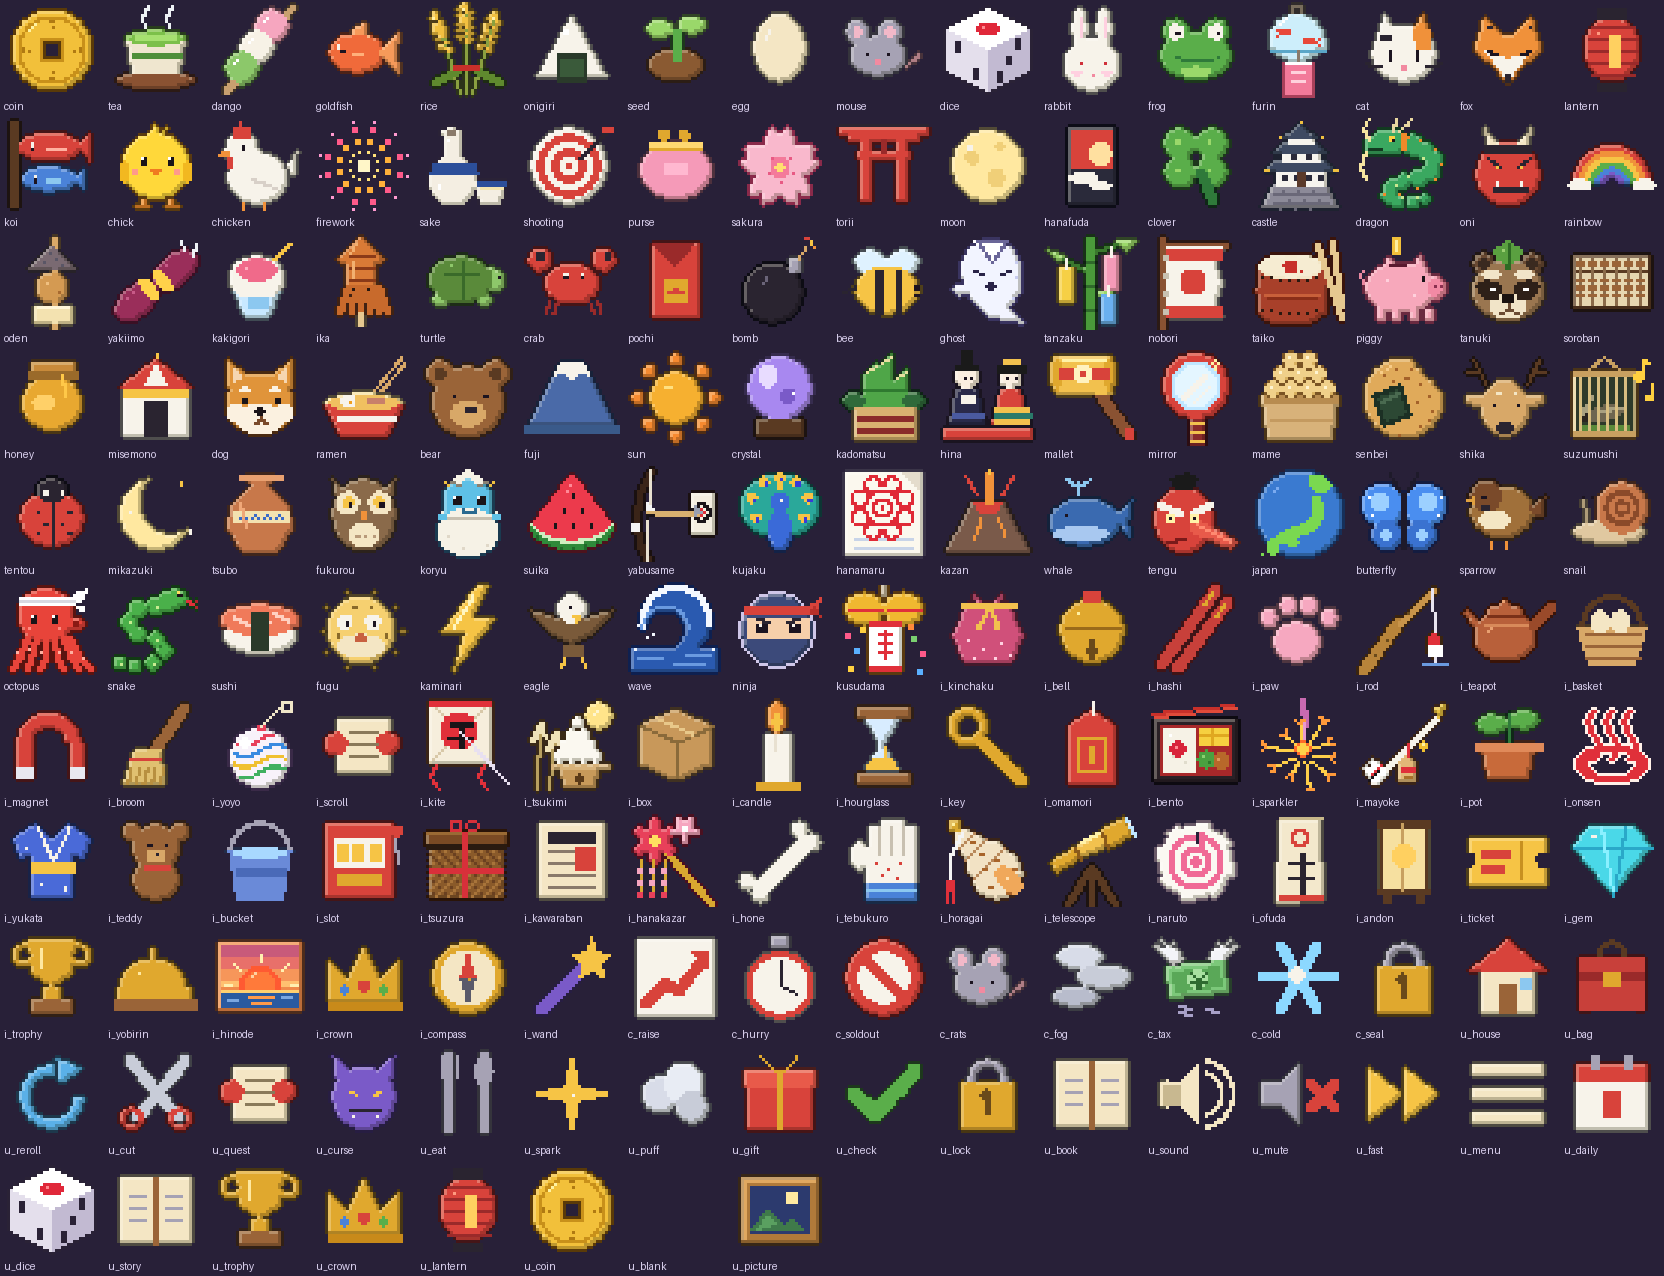 coin tea dango goldfish rice onigiri seed egg mouse dice rabbit frog furin cat fox lantern
koi chick chicken firework sake shooting purse sakura torii moon hanafuda clover castle dragon oni rainbow
oden yakiimo kakigori ika turtle crab pochi bomb bee ghost tanzaku nobori taiko piggy tanuki soroban
honey misemono dog ramen bear fuji sun crystal kadomatsu hina mallet mirror mame senbei shika suzumushi
tentou mikazuki tsubo fukurou koryu suika yabusame kujaku hanamaru kazan whale tengu japan butterfly sparrow snail
octopus snake sushi fugu kaminari eagle wave ninja kusudama i_kinchaku i_bell i_hashi i_paw i_rod i_teapot i_basket
i_magnet i_broom i_yoyo i_scroll i_kite i_tsukimi i_box i_candle i_hourglass i_key i_omamori i_bento i_sparkler i_mayoke i_pot i_onsen
i_yukata i_teddy i_bucket i_slot i_tsuzura i_kawaraban i_hanakazar i_hone i_tebukuro i_horagai i_telescope i_naruto i_ofuda i_andon i_ticket i_gem
i_trophy i_yobirin i_hinode i_crown i_compass i_wand c_raise c_hurry c_soldout c_rats c_fog c_tax c_cold c_seal u_house u_bag
u_reroll u_cut u_quest u_curse u_eat u_spark u_puff u_gift u_check u_lock u_book u_sound u_mute u_fast u_menu u_daily
u_dice u_story u_trophy u_crown u_lantern u_coin u_blank u_picture